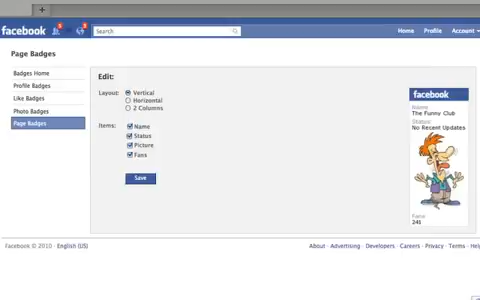 facebook Search Home Profile Account
Page Badges
Badges Home
Profile Badges
Like Badges
Photo Badges
Page Badges
Edit:
Layout: Vertical
Horizontal
2 Columns
Items: Name
Status
Picture
Fans
Save
facebook
Name
The Funny Club
Status:
No Recent Updates
Fans
241
Facebook © 2010 · English (US)
About · Advertising · Developers · Careers · Privacy · Terms · Help